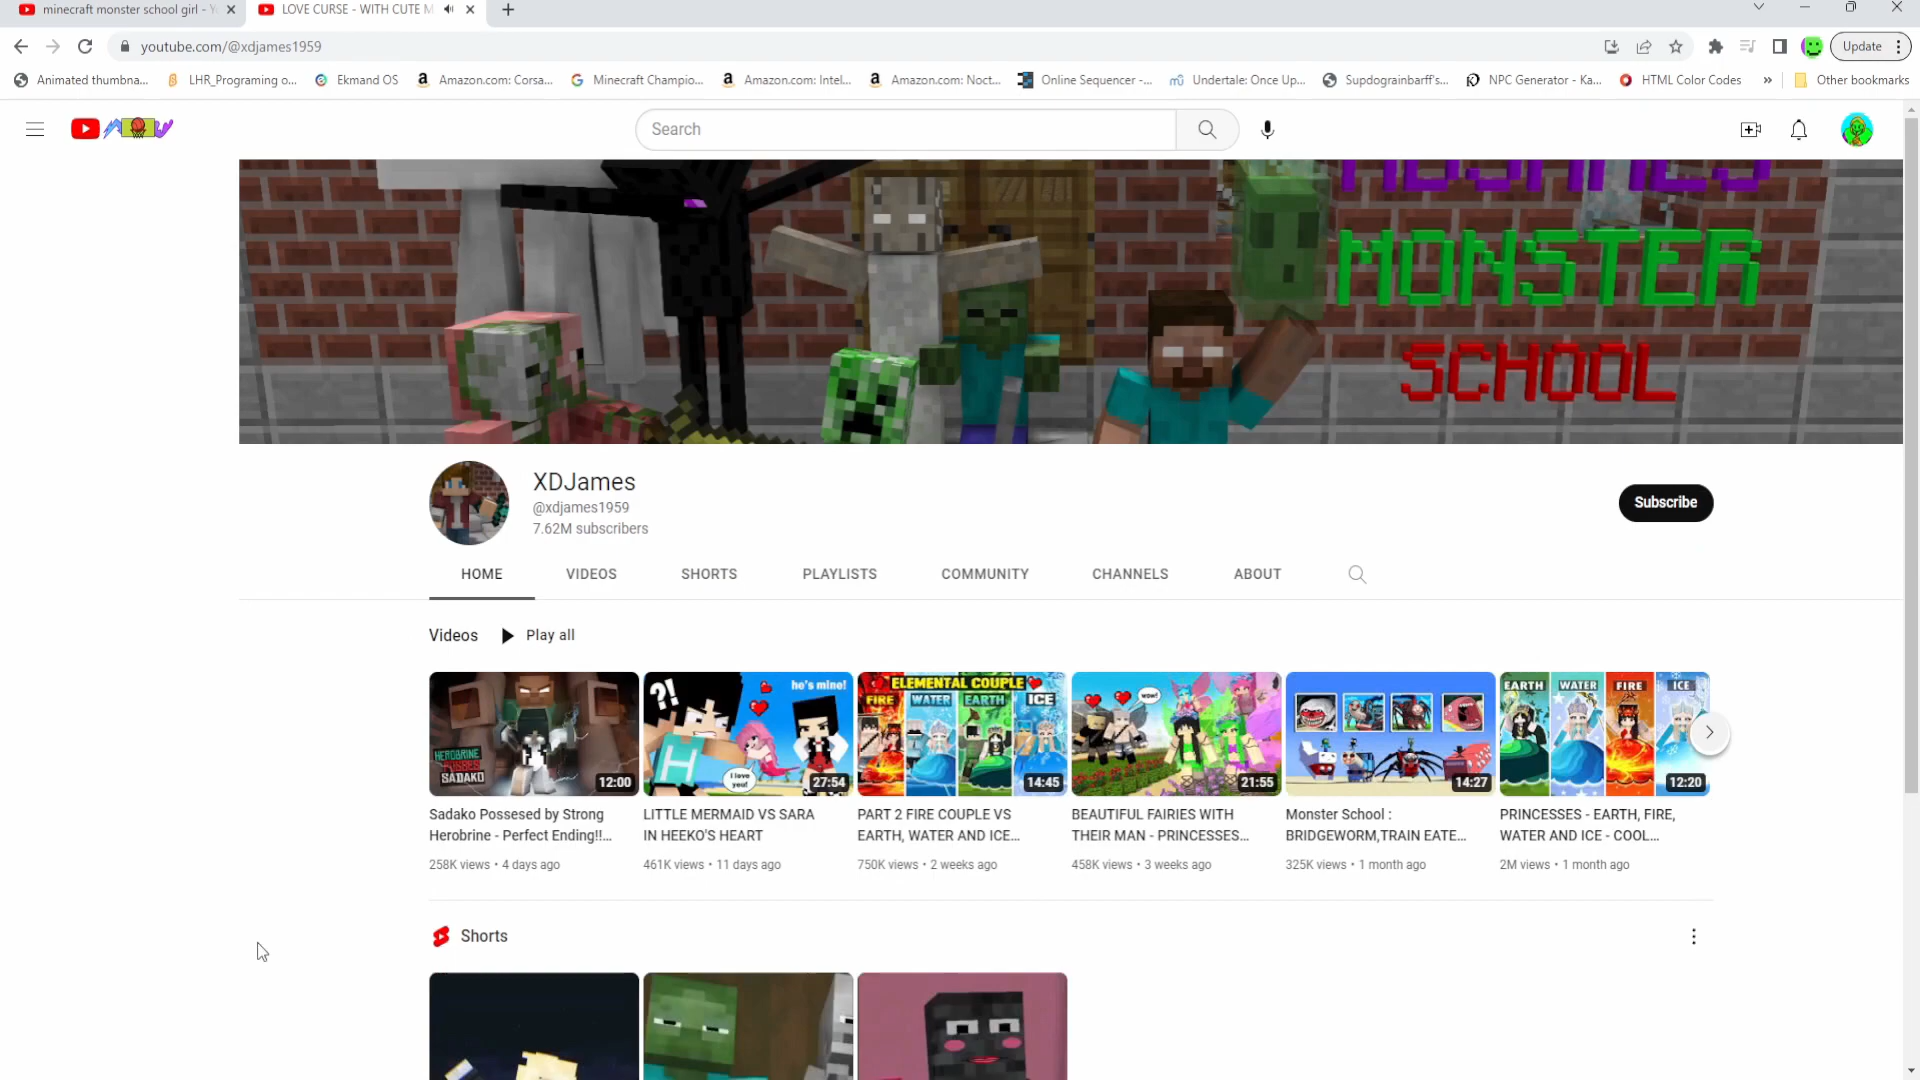 minecraft monster school girl - Y
LOVE CURSE - WITH CUTE M
youtube.com/@xdjames1959
Update
Animated thumbna...
LHR_Programing o...
Ekmand OS
Amazon.com: Corsa...
Minecraft Champio...
Amazon.com: Intel...
Amazon.com: Noct...
Online Sequencer -...
Undertale: Once Up...
Supdograinbarff's...
NPC Generator - Ka...
HTML Color Codes
Other bookmarks
Search
MONSTER
SCHOOL
XDJames
@xdjames1959
7.62M subscribers
Subscribe
HOME
VIDEOS
SHORTS
PLAYLISTS
COMMUNITY
CHANNELS
ABOUT
Videos
Play all
HEROBRINE
POSSES
SADAKO
12:00
?!
he's mine!
H
I love
you!
27:54
ELEMENTAL COUPLE
FIRE
WATER
EARTH
ICE
14:45
wow!
21:55
14:27
EARTH
WATER
FIRE
ICE
12:20
Sadako Possesed by Strong
Herobrine - Perfect Ending!!...
258K views • 4 days ago
LITTLE MERMAID VS SARA
IN HEEKO'S HEART
461K views • 11 days ago
PART 2 FIRE COUPLE VS
EARTH, WATER AND ICE...
750K views • 2 weeks ago
BEAUTIFUL FAIRIES WITH
THEIR MAN - PRINCESSES...
458K views • 3 weeks ago
Monster School :
BRIDGEWORM,TRAIN EATE...
325K views • 1 month ago
PRINCESSES - EARTH, FIRE,
WATER AND ICE - COOL...
2M views • 1 month ago
Shorts